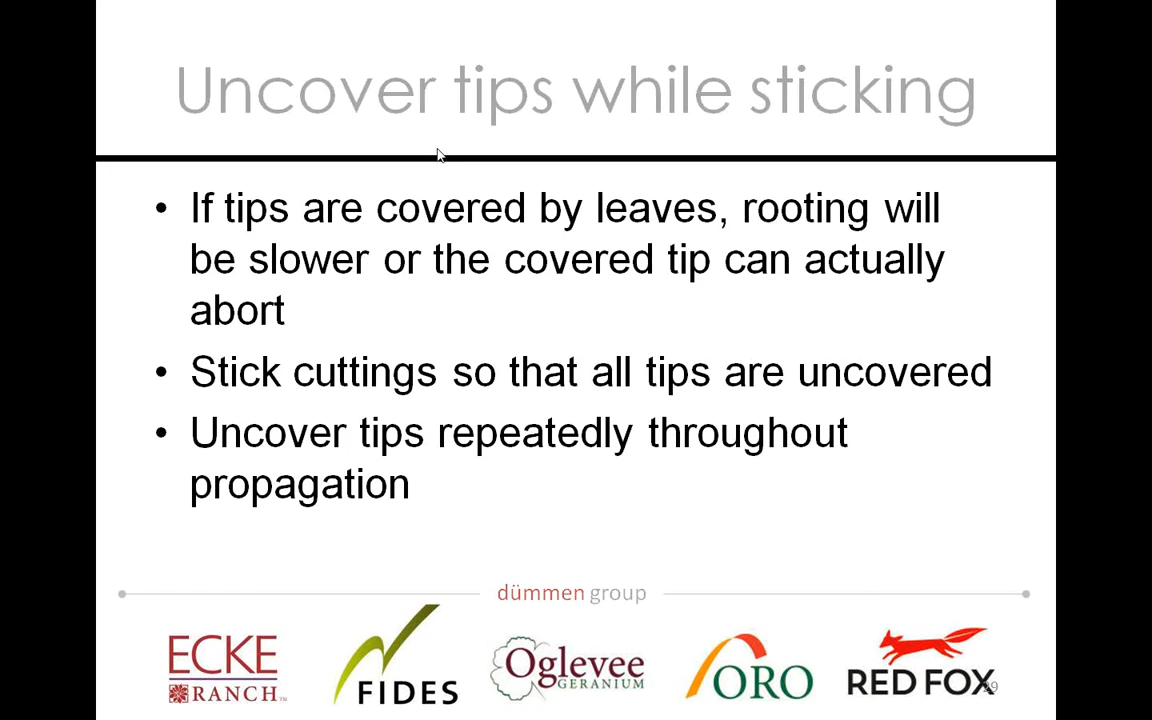 Uncover tips while sticking
• If tips are covered by leaves, rooting will
be slower or the covered tip can actually
abort
• Stick cuttings so that all tips are uncovered
• Uncover tips repeatedly throughout
propagation
dümmen group
ECKE
RANCH™
FIDES
Oglevee
GERANIUM
ORO
RED FOX
29